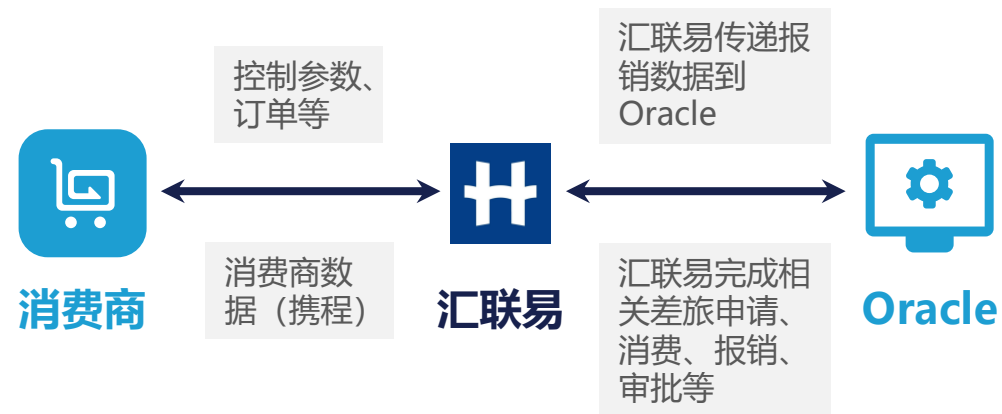 控制参数、
订单等
汇联易传递报
销数据到
Oracle
消费商数
据（携程）
汇联易完成相
关差旅申请、
消费、报销、
审批等
消费商
汇联易
Oracle